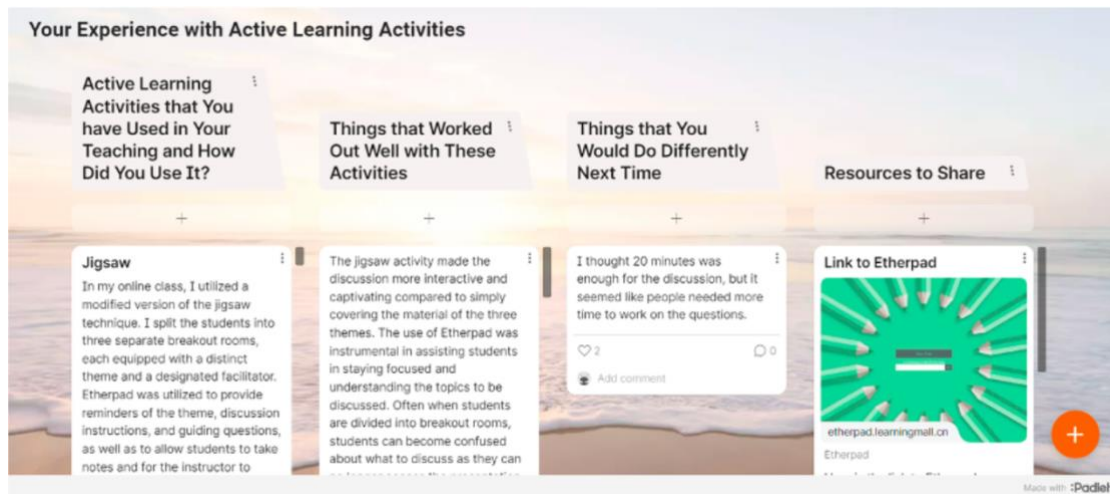 Your Experience with Active Learning Activities
Active Learning
Activities that You
have Used in Your
Teaching and How
Did You Use It?
Things that Worked
Out Well with These
Activities
Things that You
Would Do Differently
Next Time
Resources to Share
+
+
+
+
Jigsaw
In my online class, I utilized a
modified version of the jigsaw
technique. I split the students into
three separate breakout rooms,
each equipped with a distinct
theme and a designated facilitator.
Etherpad was utilized to provide
reminders of the theme, discussion
instructions, and guiding questions,
as well as to allow students to take
notes and for the instructor to
The jigsaw activity made the
discussion more interactive and
captivating compared to simply
covering the material of the three
themes. The use of Etherpad was
instrumental in assisting students
in staying focused and
understanding the topics to be
discussed. Often when students
are divided into breakout rooms,
students can become confused
about what to discuss as they can
I thought 20 minutes was
enough for the discussion, but it
seemed like people needed more
time to work on the questions.
2
0
Add comment
Link to Etherpad
etherpad.learningmall.cn
Etherpad
+
Made with :Padlet